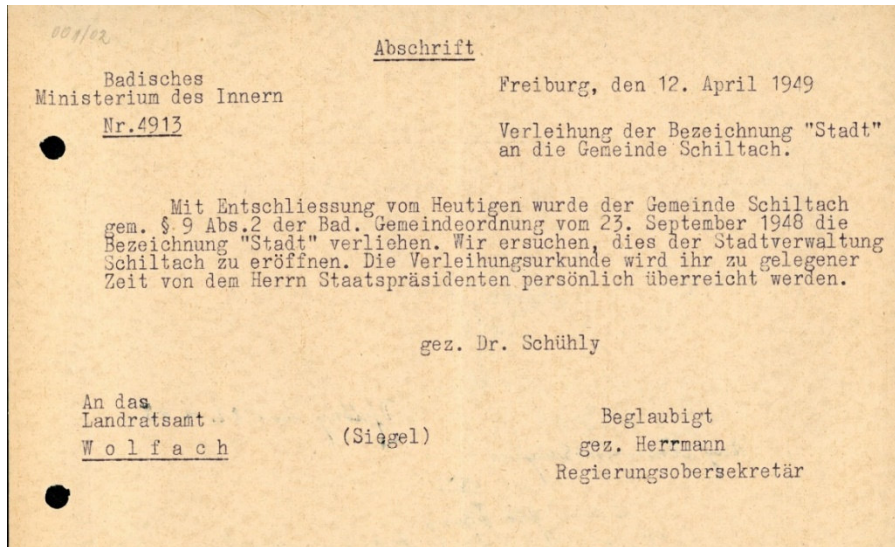 001/02
Abschrift
Badisches
Ministerium des Innern
Nr.4913
Freiburg, den 12. April 1949
Verleihung der Bezeichnung "Stadt"
an die Gemeinde Schiltach.
Mit Entschliessung vom Heutigen wurde der Gemeinde Schiltach
gem. § 9 Abs.2 der Bad. Gemeindeordnung vom 23. September 1948 die
Bezeichnung "Stadt" verliehen. Wir ersuchen, dies der Stadtverwaltung
Schiltach zu eröffnen. Die Verleihungsurkunde wird ihr zu gelegener
Zeit von dem Herrn Staatspräsidenten persönlich überreicht werden.
gez. Dr. Schühly
An das
Landratsamt
W o l f a c h
(Siegel)
Beglaubigt
gez. Herrmann
Regierungsobersekretär